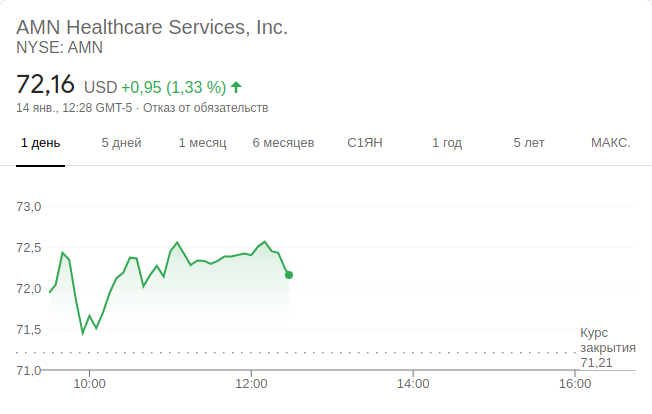 AMN Healthcare Services, Inc.
NYSE: AMN
72,16 USD +0,95 (1,33 %)
14 янв., 12:28 GMT-5 · Отказ от обязательств
1 день 5 дней 1 месяц 6 месяцев С1ЯН 1 год 5 лет МАКС.
73,0
72,5
72,0
71,5
Курс
закрытия
71,21
71,0
10:00 12:00 14:00 16:00